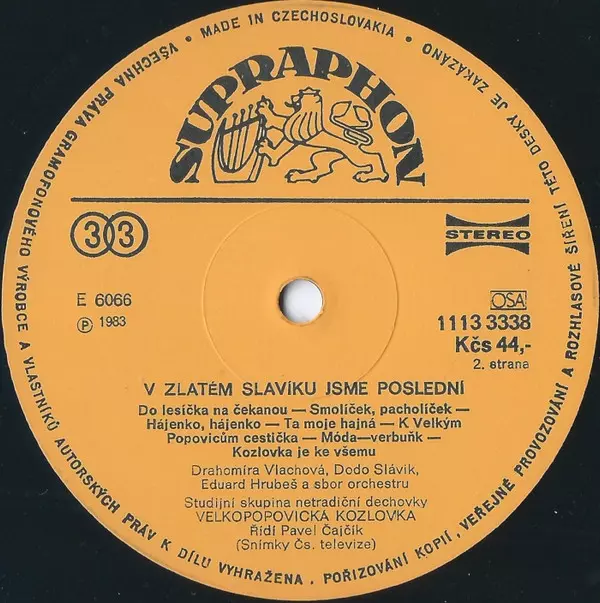 VŠECHNA PRÁVA GRAMOFONOVÉHO VÝROBCE A VLASTNÍKŮ AUTORSKÝCH PRÁV K DÍLU VYHRAŽENA . POŘIZOVÁNÍ KOPIÍ, VEŘEJNÉ PROVOZOVÁNÍ A ROZHLASOVÉ ŠÍŘENÍ TÉTO DESKY JE ZAKÁZÁNO
• MADE IN CZECHOSLOVAKIA •
SUPRAPHON
33
STEREO
E 6066
℗ 1983
OSA
1113 3338
Kčs 44,-
2. strana
V ZLATÉM SLAVÍKU JSME POSLEDNÍ
Do lesíčka na čekanou — Smolíček, pacholíček —
Hájenko, hájenko — Ta moje hajná — K Velkým
Popovicům cestička — Móda—verbuňk —
Kozlovka je ke všemu
Drahomíra Vlachová, Dodo Slávik,
Eduard Hrubeš a sbor orchestru
Studijní skupina netradiční dechovky
VELKOPOPOVICKÁ KOZLOVKA
Řídí Pavel Čajčík
(Snímky Čs. televize)